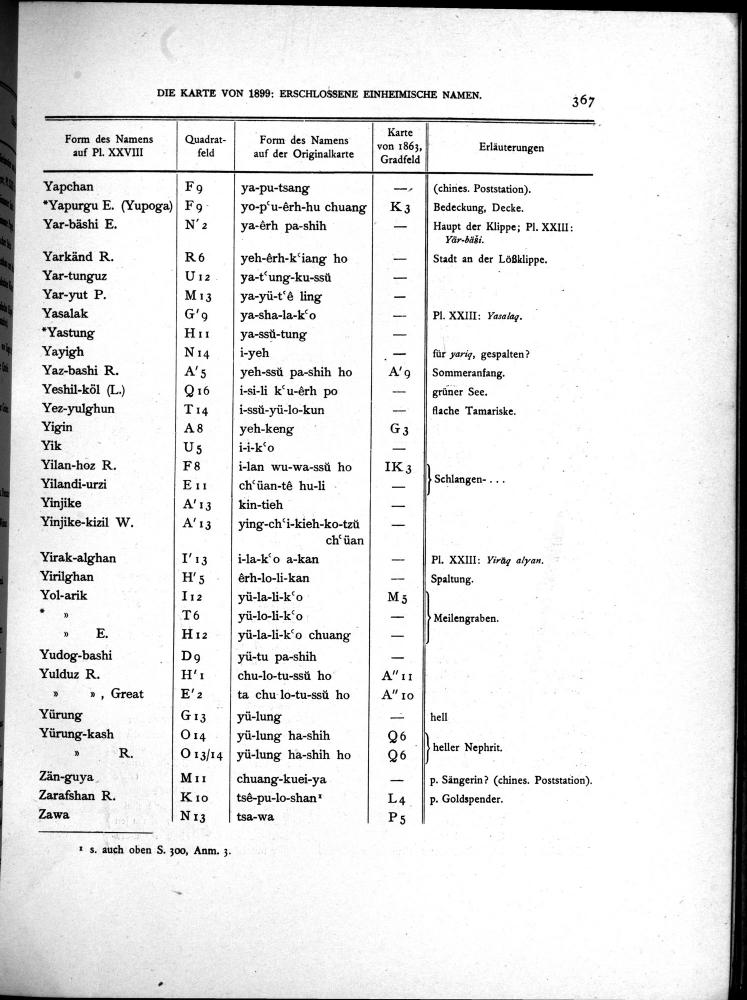 DIE KARTE VON 1899: ERSCHLOSSENE EINHEIMISCHE NAMEN. 367
Form des Namens auf Pl. XXVIII | Quadrat-feld | Form des Namens auf der Originalkarte | Karte von 1863, Gradfeld | Erläuterungen
Yapchan F 9 ya-pu-tsang — (chines. Poststation).
*Yapurgu E. (Yupoga) F 9 yo-pʻu-êrh-hu chuang K 3 Bedeckung, Decke.
Yar-bäshi E. N' 2 ya-êrh pa-shih — Haupt der Klippe; Pl. XXIII:
Yār-bäši.
Yarkänd R. R 6 yeh-êrh-kʻiang ho — Stadt an der Lößklippe.
Yar-tunguz U 12 ya-tʻung-ku-ssŭ —
Yar-yut P. M 13 ya-yü-tʻê ling —
Yasalak G' 9 ya-sha-la-kʻo — Pl. XXIII: Yasalaq.
*Yastung H 11 ya-ssŭ-tung —
Yayigh N 14 i-yeh — für yariq, gespalten?
Yaz-bashi R. A' 5 yeh-ssŭ pa-shih ho A' 9 Sommeranfang.
Yeshil-köl (L.) Q 16 i-si-li kʻu-êrh po — grüner See.
Yez-yulghun T 14 i-ssŭ-yü-lo-kun — flache Tamariske.
Yigin A 8 yeh-keng G 3
Yik U 5 i-i-kʻo —
Yilan-hoz R. F 8 i-lan wu-wa-ssŭ ho IK 3
Yilandi-urzi E 11 chʻüan-tê hu-li — Schlangen- . . .
Yinjike A' 13 kin-tieh —
Yinjike-kizil W. A' 13 ying-chʻi-kieh-ko-tzŭ —
chʻüan
Yirak-alghan I' 13 i-la-kʻo a-kan — Pl. XXIII: Yirāq alyan.
Yirilghan H' 5 êrh-lo-li-kan — Spaltung.
Yol-arik I 12 yü-la-li-kʻo M 5
* » T 6 yü-lo-li-kʻo — Meilengraben.
» E. H 12 yü-la-li-kʻo chuang —
Yudog-bashi D 9 yü-tu pa-shih —
Yulduz R. H' 1 chu-lo-tu-ssŭ ho A'' 11
» » , Great E' 2 ta chu lo-tu-ssŭ ho A'' 10
Yürung G 13 yü-lung — hell
Yürung-kash O 14 yü-lung ha-shih Q 6
» R. O 13/14 yü-lung ha-shih ho Q 6 heller Nephrit.
Zän-guya M 11 chuang-kuei-ya — p. Sängerin? (chines. Poststation).
Zarafshan R. K 10 tsê-pu-lo-shan¹ L 4 p. Goldspender.
Zawa N 13 tsa-wa P 5
¹ s. auch oben S. 300, Anm. 3.